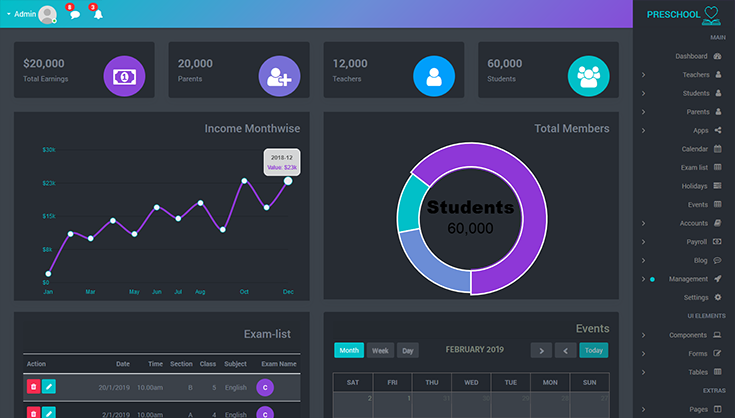 Admin
8
3
PRESCHOOL
$20,000
Total Earnings
20,000
Parents
12,000
Teachers
60,000
Students
Income Monthwise
$30k
$23k
$15k
$8k
$0
2018-12
Value: $23k
Jan Mar May Jun Jul Aug Oct Dec
Total Members
Students
60,000
Exam-list
Action Date Time Section Class Subject Exam Name
20/1/2019 10.00am B 5 English C
2/1/2019 10.00am A 4 English C
Events
Month Week Day
FEBRUARY 2019
Today
SAT FRI THU WED TUE MON SUN
2 1
MAIN
Dashboard
Teachers
Students
Parents
Apps
Calendar
Exam list
Holidays
Events
Accounts
Payroll
Blog
Management
Settings
UI ELEMENTS
Components
Forms
Tables
EXTRAS
Pages